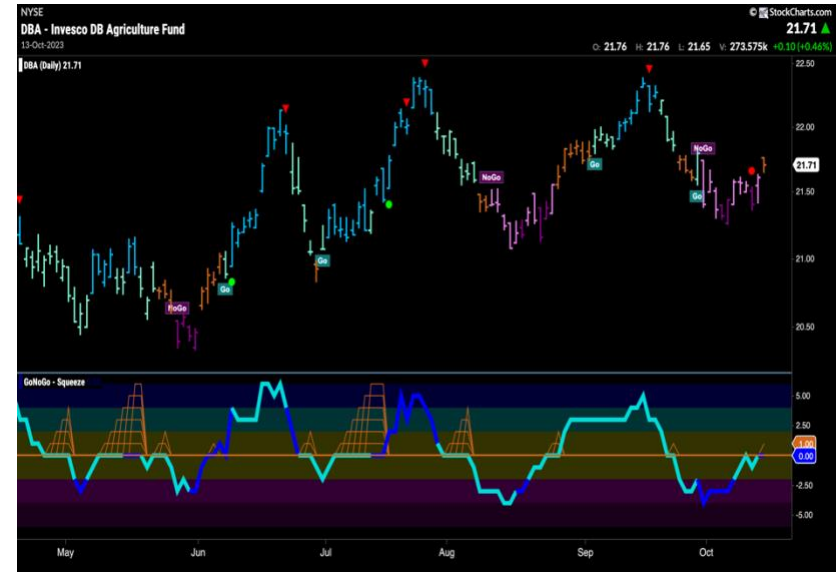 NYSE
© StockCharts.com
DBA - Invesco DB Agriculture Fund
21.71
13-Oct-2023
O: 21.76 H: 21.76 L: 21.65 V: 273.575k +0.10 (+0.46%)
DBA (Daily) 21.71
22.50
22.00
NoGo
Go
21.71
NoGo
21.50
Go
Go
21.00
Go
NoGo
20.50
GoNoGo - Squeeze
5.00
2.50
1.00
0.00
-2.50
-5.00
May Jun Jul Aug Sep Oct